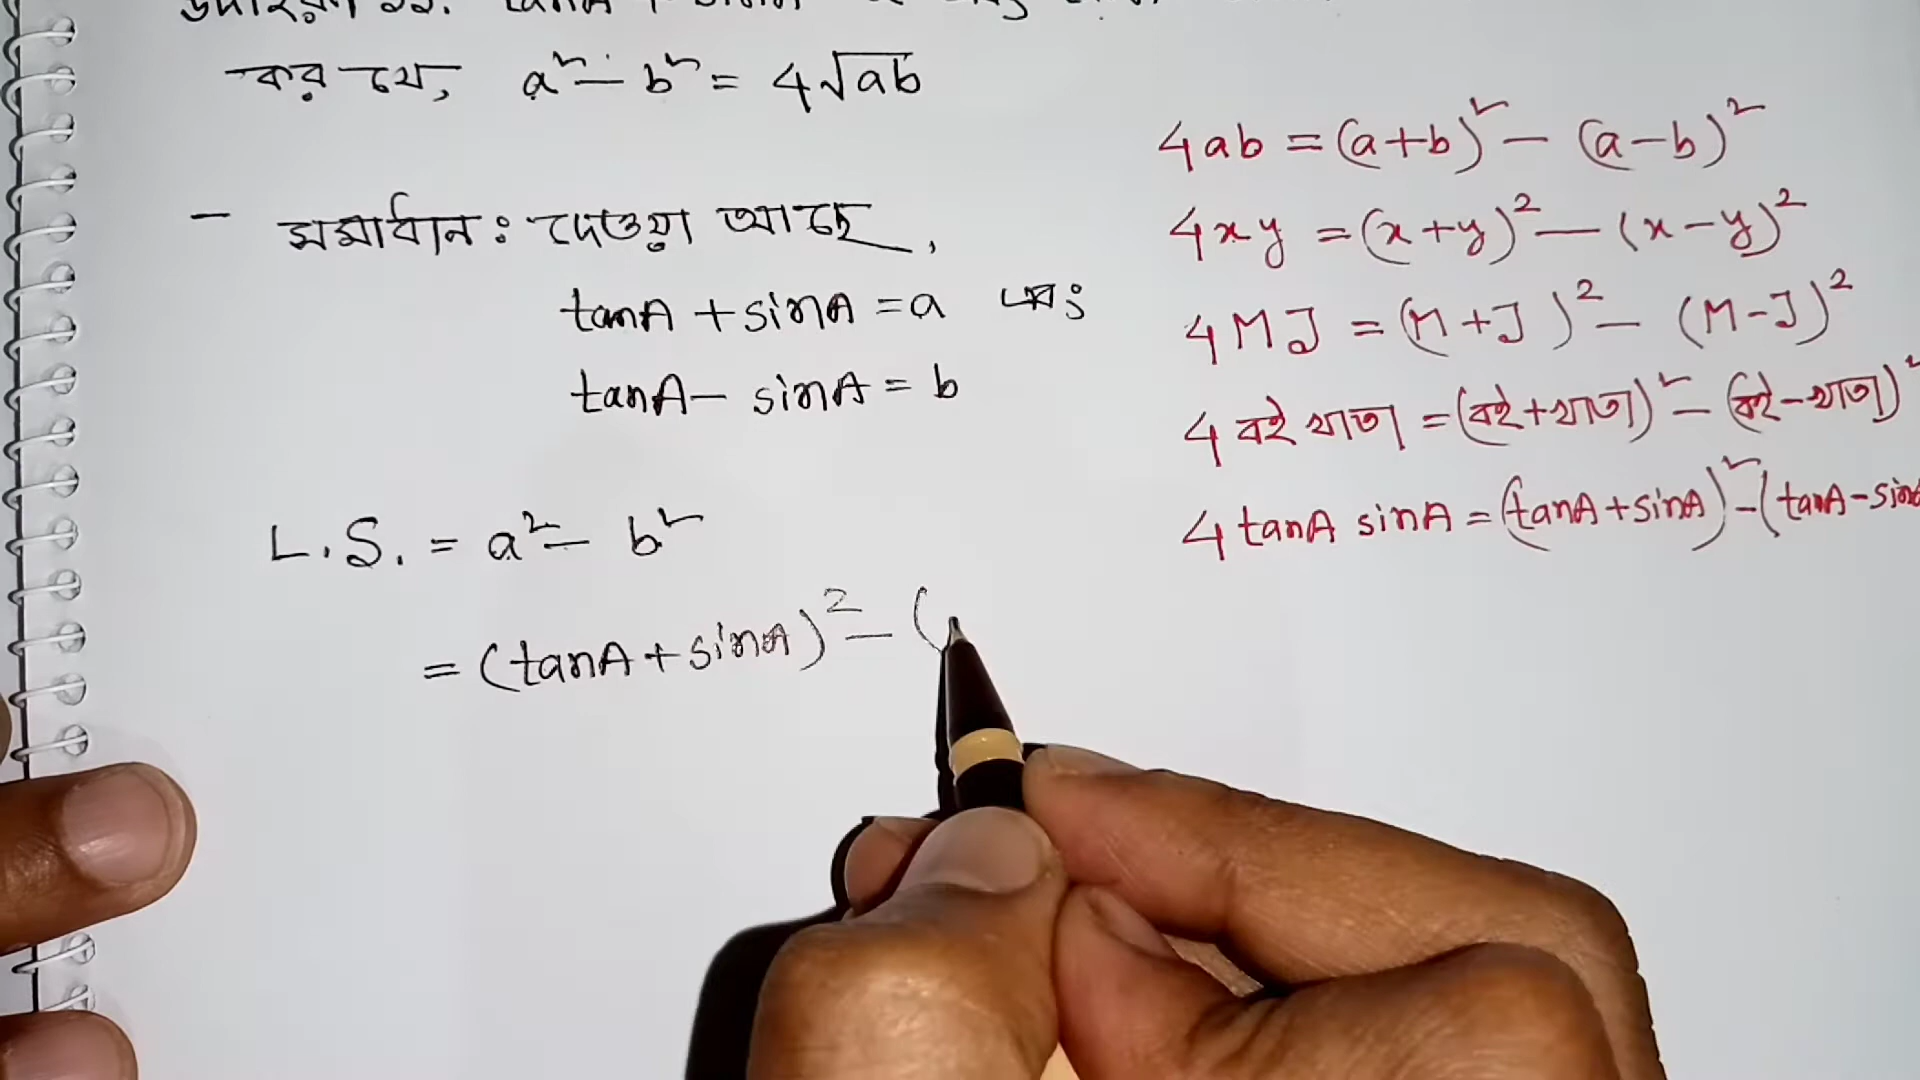 কর যে, a² − b² = 4√ab
− সমাধান : দেওয়া আছে,
tanA + sinA = a এবং
tanA − sinA = b
L.S. = a² − b²
= (tanA + sinA)² − (
4ab = (a+b)² − (a−b)²
4xy = (x+y)² − (x−y)²
4MJ = (M+J)² − (M−J)²
4 বই খাতা = (বই+খাতা)² − (বই−খাতা)²
4 tanA sinA = (tanA+sinA)² − (tanA−sin